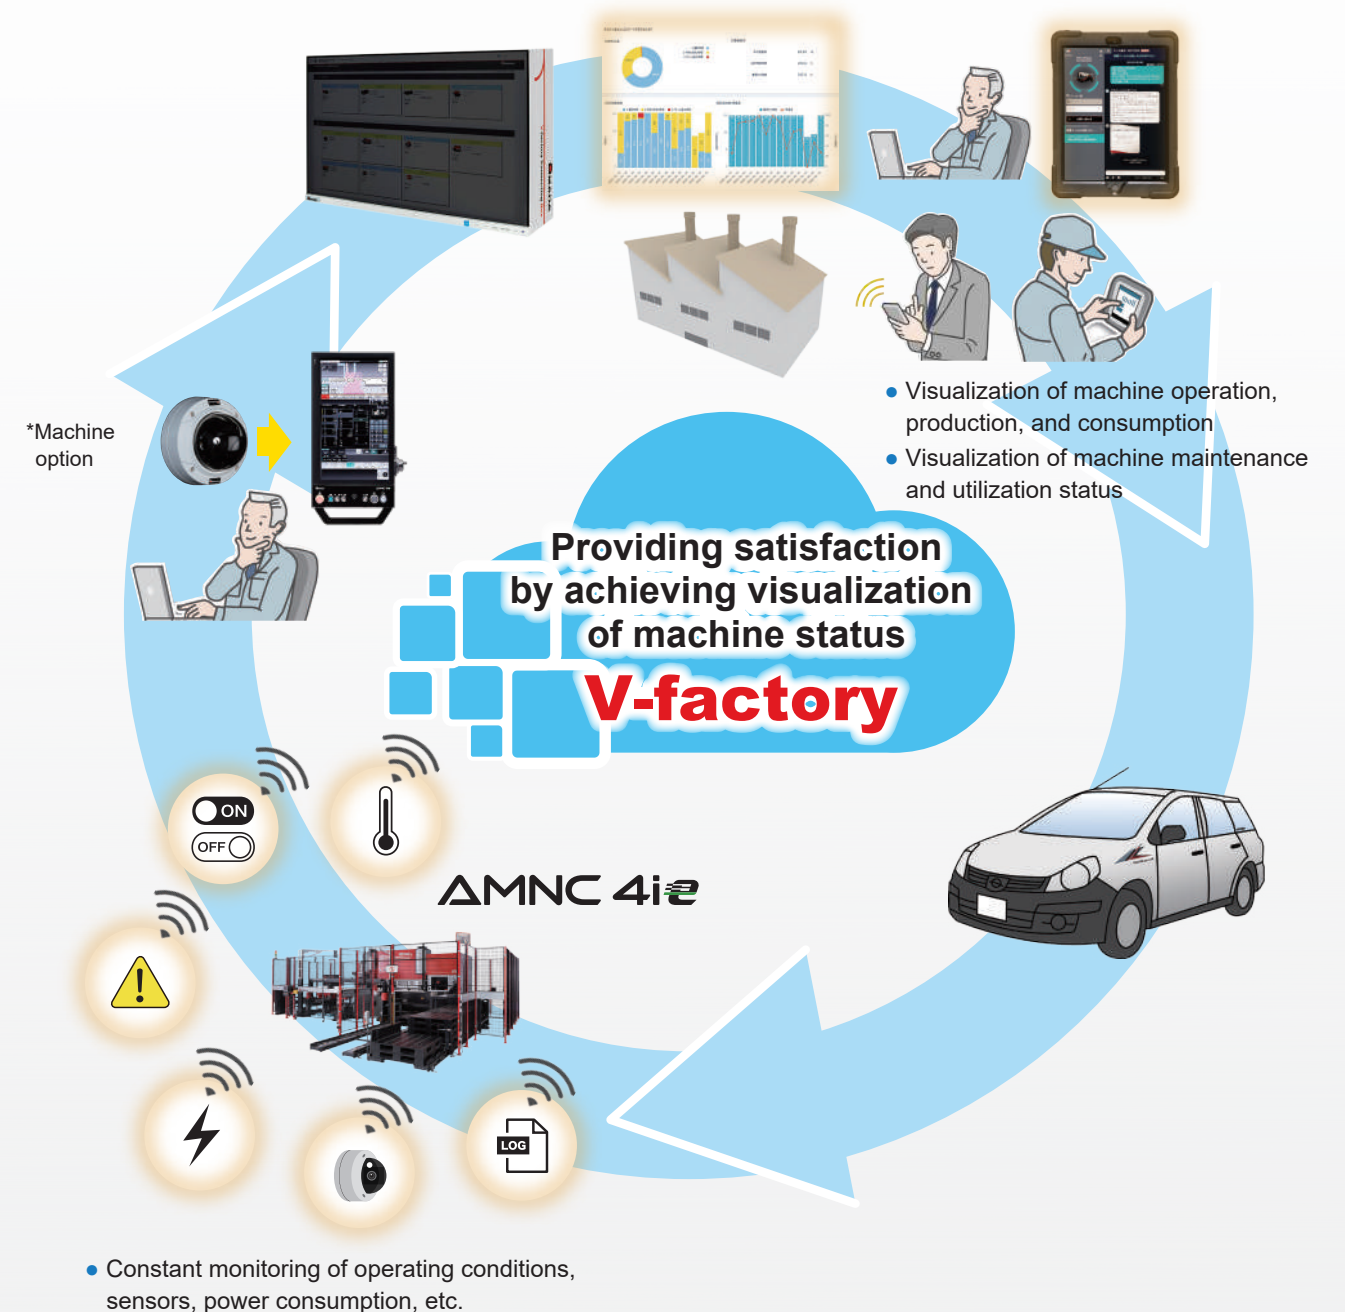 *Machine
option
● Visualization of machine operation,
production, and consumption
● Visualization of machine maintenance
and utilization status
Providing satisfaction
by achieving visualization
of machine status
V-factory
ON
OFF
AMNC 4ie
LOG
● Constant monitoring of operating conditions,
sensors, power consumption, etc.